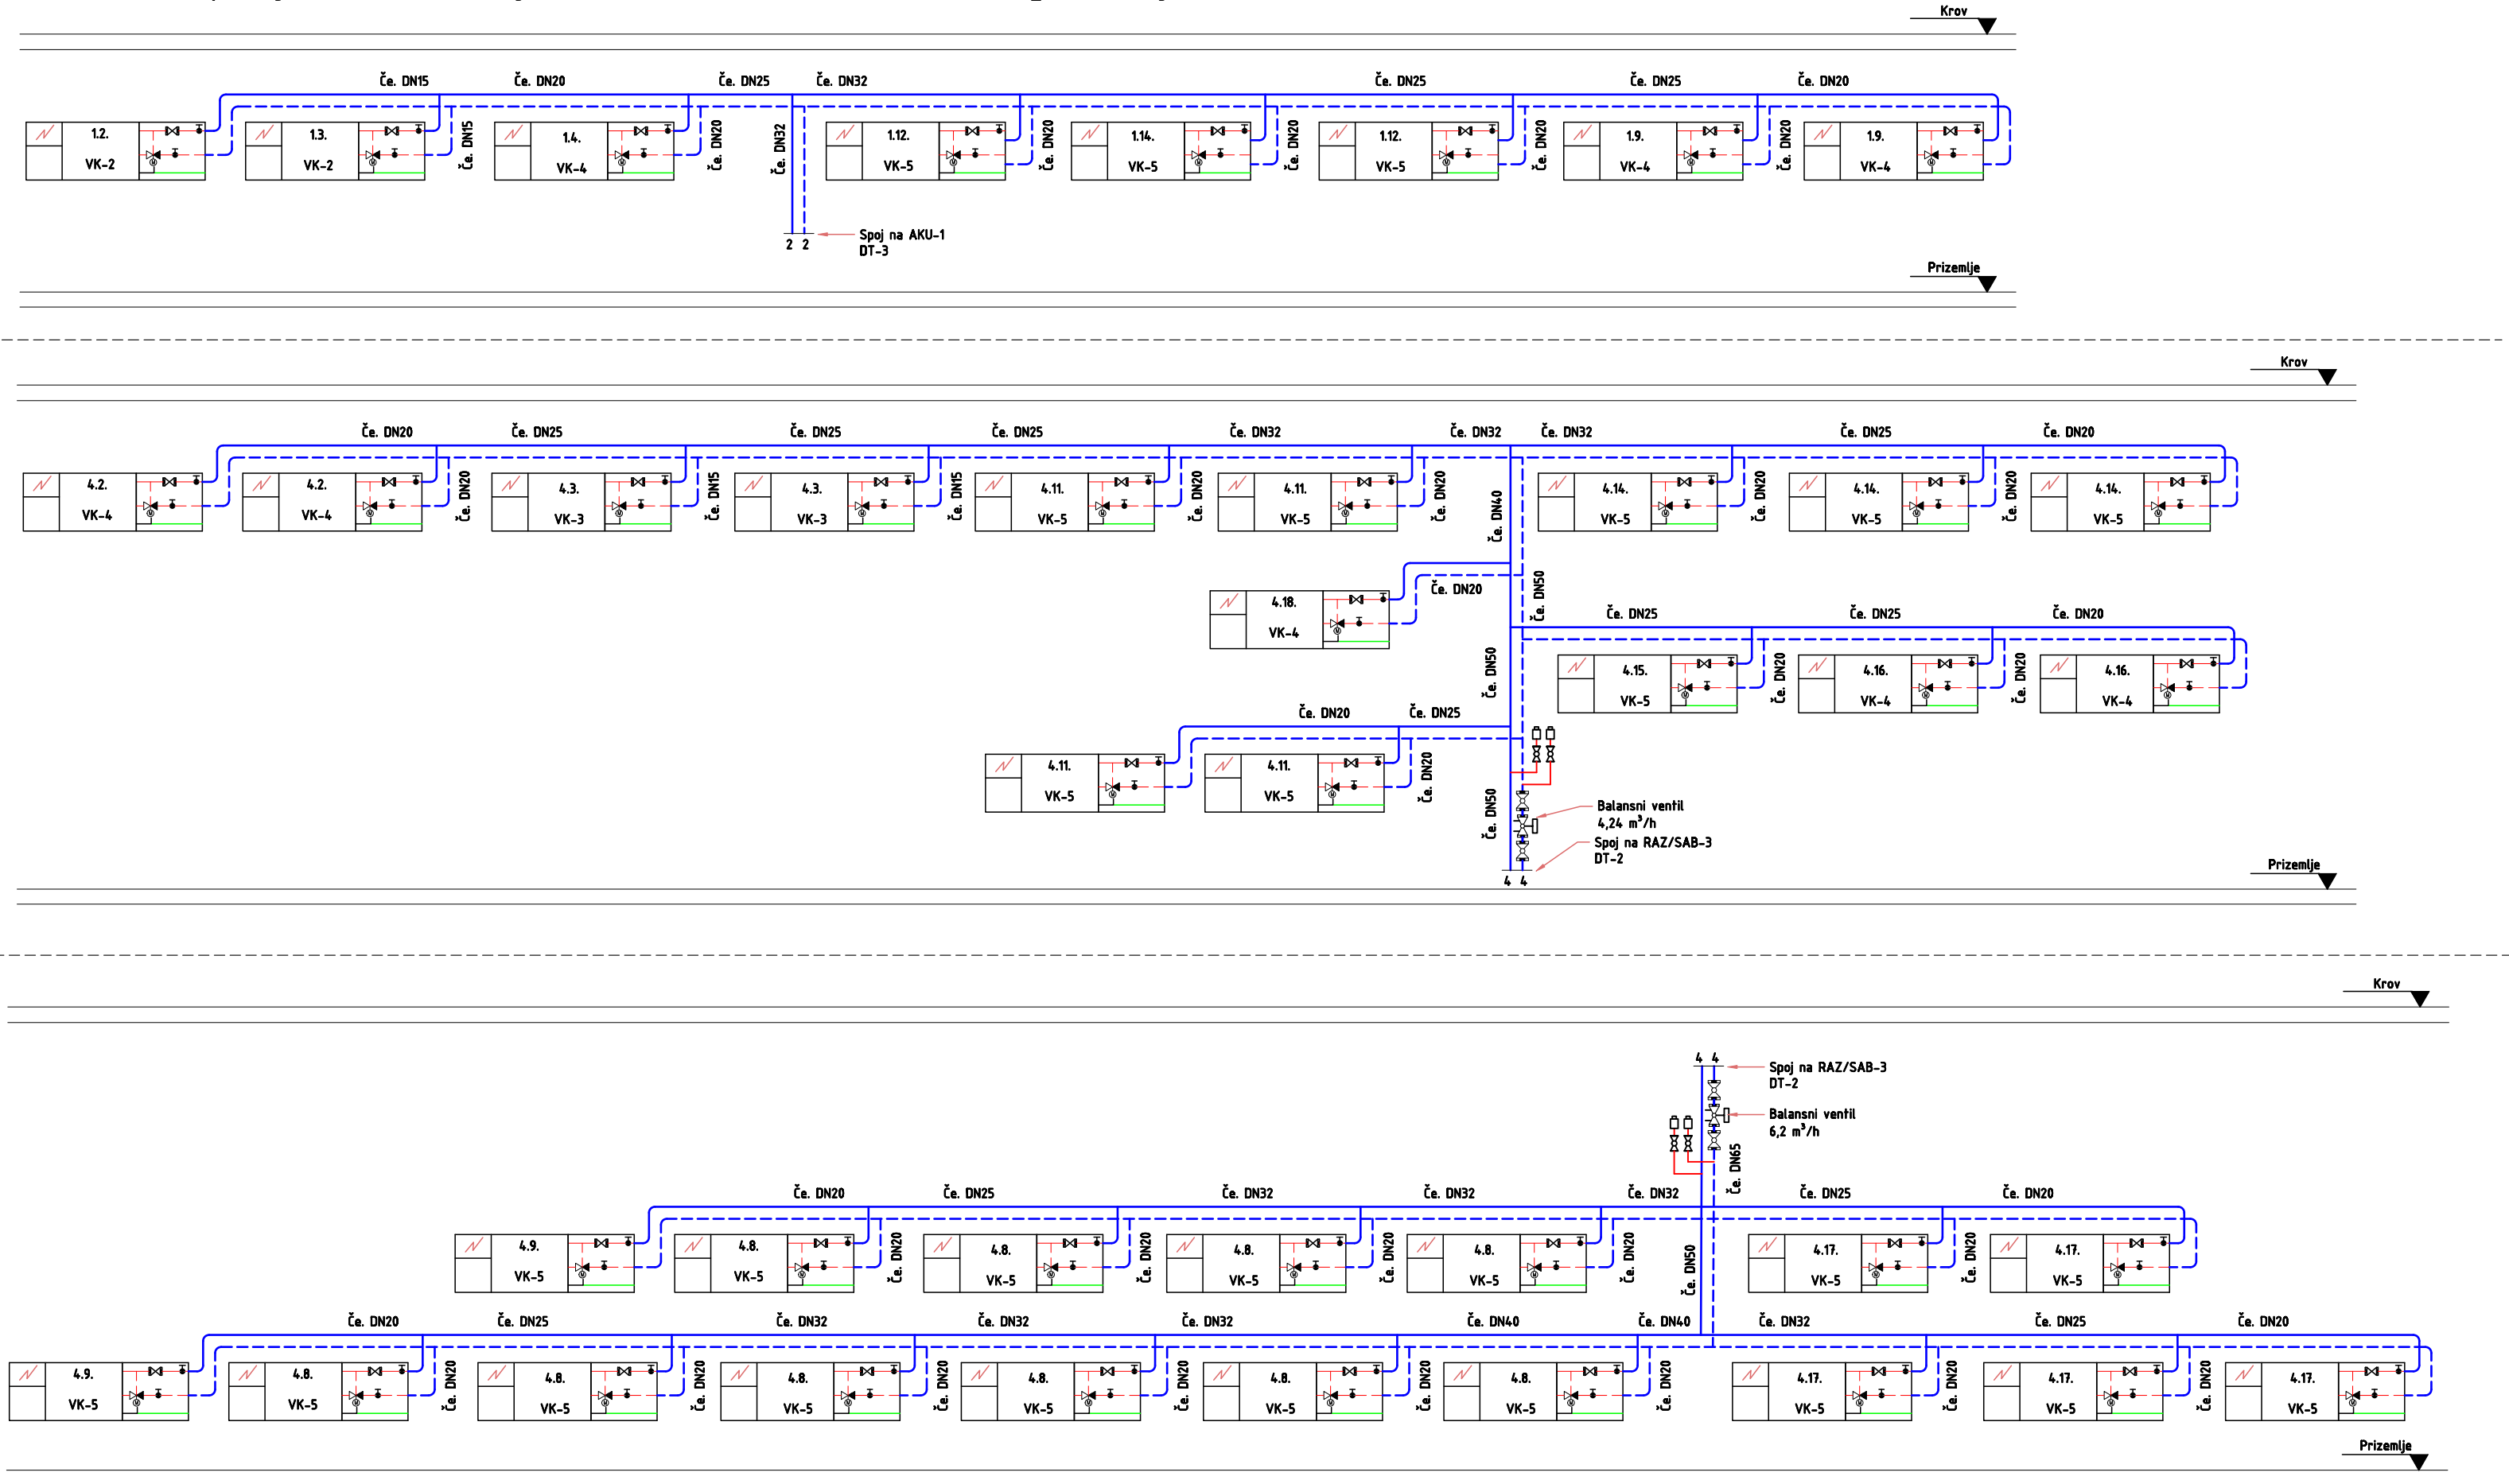 Krov
Če. DN15
Če. DN20
Če. DN25
Če. DN32
Če. DN25
Če. DN25
Če. DN20
1.2.
VK-2
1.3.
VK-2
Če. DN15
1.4.
VK-4
Če. DN20
Če. DN32
1.12.
VK-5
Če. DN20
1.14.
VK-5
Če. DN20
1.12.
VK-5
Če. DN20
1.9.
VK-4
Če. DN20
1.9.
VK-4
2 2
Spoj na AKU-1
DT-3
Prizemlje
Krov
Če. DN20
Če. DN25
Če. DN25
Če. DN25
Če. DN32
Če. DN32
Če. DN32
Če. DN25
Če. DN20
4.2.
VK-4
4.2.
VK-4
Če. DN20
4.3.
VK-3
Če. DN15
4.3.
VK-3
Če. DN15
4.11.
VK-5
Če. DN20
4.11.
VK-5
Če. DN20
Če. DN40
4.14.
VK-5
Če. DN20
4.14.
VK-5
Če. DN20
4.14.
VK-5
4.18.
VK-4
Če. DN20
Če. DN50
Če. DN25
Če. DN25
Če. DN20
Če. DN50
4.15.
VK-5
Če. DN20
4.16.
VK-4
Če. DN20
4.16.
VK-4
Če. DN20
Če. DN25
4.11.
VK-5
4.11.
VK-5
Če. DN20
Če. DN50
Balansni ventil
4,24 m³/h
Spoj na RAZ/SAB-3
DT-2
4 4
Prizemlje
Krov
4 4
Spoj na RAZ/SAB-3
DT-2
Balansni ventil
6,2 m³/h
Če. DN65
Če. DN20
Če. DN25
Če. DN32
Če. DN32
Če. DN32
Če. DN25
Če. DN20
4.9.
VK-5
4.8.
VK-5
Če. DN20
4.8.
VK-5
Če. DN20
4.8.
VK-5
Če. DN20
4.8.
VK-5
Če. DN20
Če. DN50
4.17.
VK-5
Če. DN20
4.17.
VK-5
Če. DN20
Če. DN25
Če. DN32
Če. DN32
Če. DN32
Če. DN40
Če. DN40
Če. DN32
Če. DN25
Če. DN20
4.9.
VK-5
4.8.
VK-5
Če. DN20
4.8.
VK-5
Če. DN20
4.8.
VK-5
Če. DN20
4.8.
VK-5
Če. DN20
4.8.
VK-5
Če. DN20
4.8.
VK-5
Če. DN20
4.17.
VK-5
Če. DN20
4.17.
VK-5
Če. DN20
4.17.
VK-5
Prizemlje